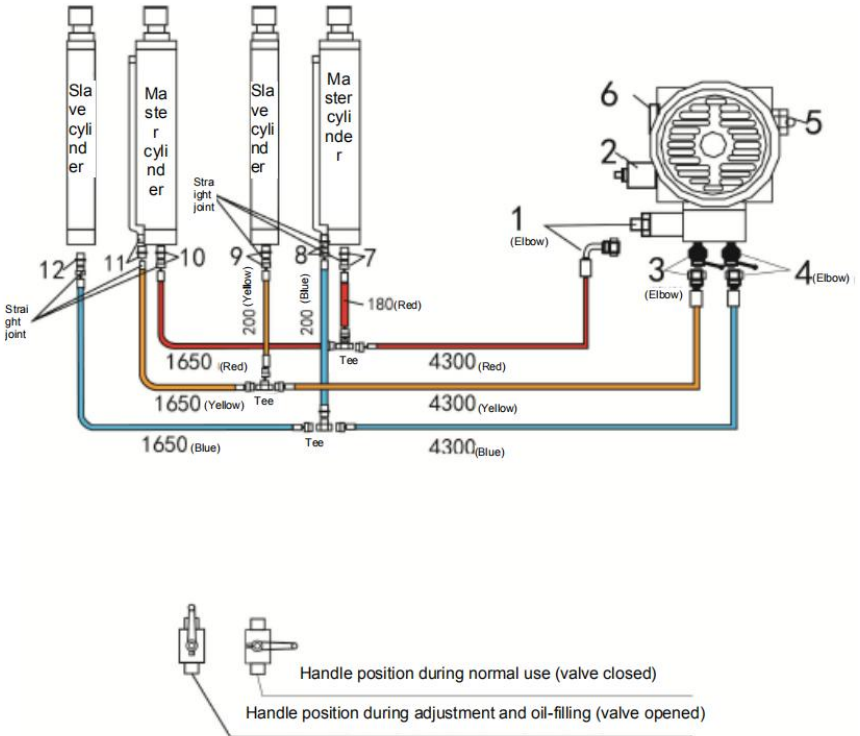 Sla
ve
cyli
nd
er
Ma
ste
r
cyli
nd
er
Sla
ve
cyli
nd
er
Ma
ster
cyli
nde
r
6
5
2
Stra
ight
joint
1
(Elbow)
12
11
10
9
8
7
3
(Elbow)
4(Elbow)
Strai
ght
joint
200 (Yellow)
200 (Blue)
180(Red)
1650 (Red)
Tee
4300 (Red)
1650 (Yellow)
Tee
4300 (Yellow)
1650 (Blue)
Tee
4300(Blue)
Handle position during normal use (valve closed)
Handle position during adjustment and oil-filling (valve opened)